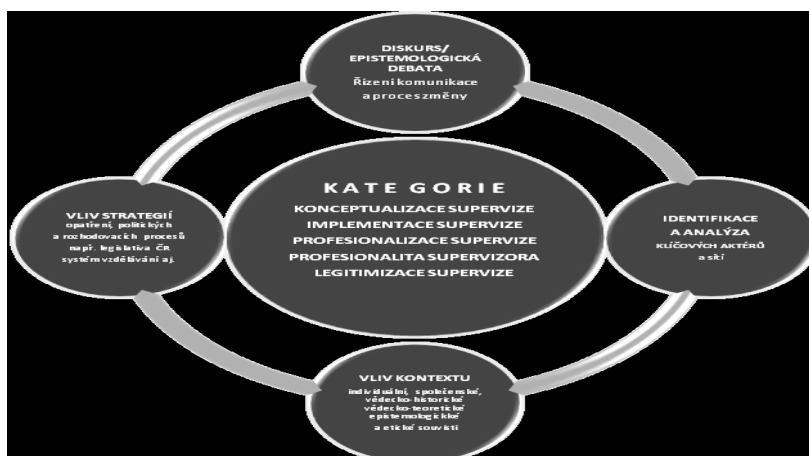 DISKURS/
EPISTEMOLOGICKÁ
DEBATA
Řízení komunikace
a proces změny
VLIV STRATEGIÍ
opatření, politických
a rozhodovacích procesů
např. legislativa ČR,
systém vzdělávání aj.
KATEGORIE
KONCEPTUALIZACE SUPERVIZE
IMPLEMENTACE SUPERVIZE
PROFESIONALIZACE SUPERVIZE
PROFESIONALITA SUPERVIZORA
LEGITIMIZACE SUPERVIZE
IDENTIFIKACE
A ANALÝZA
KLÍČOVÝCH AKTÉRŮ
a sítí
VLIV KONTEXTU
individuální, společenské,
vědecko-historické
vědecko-teoretické
epistemologickké
a etické souvisti